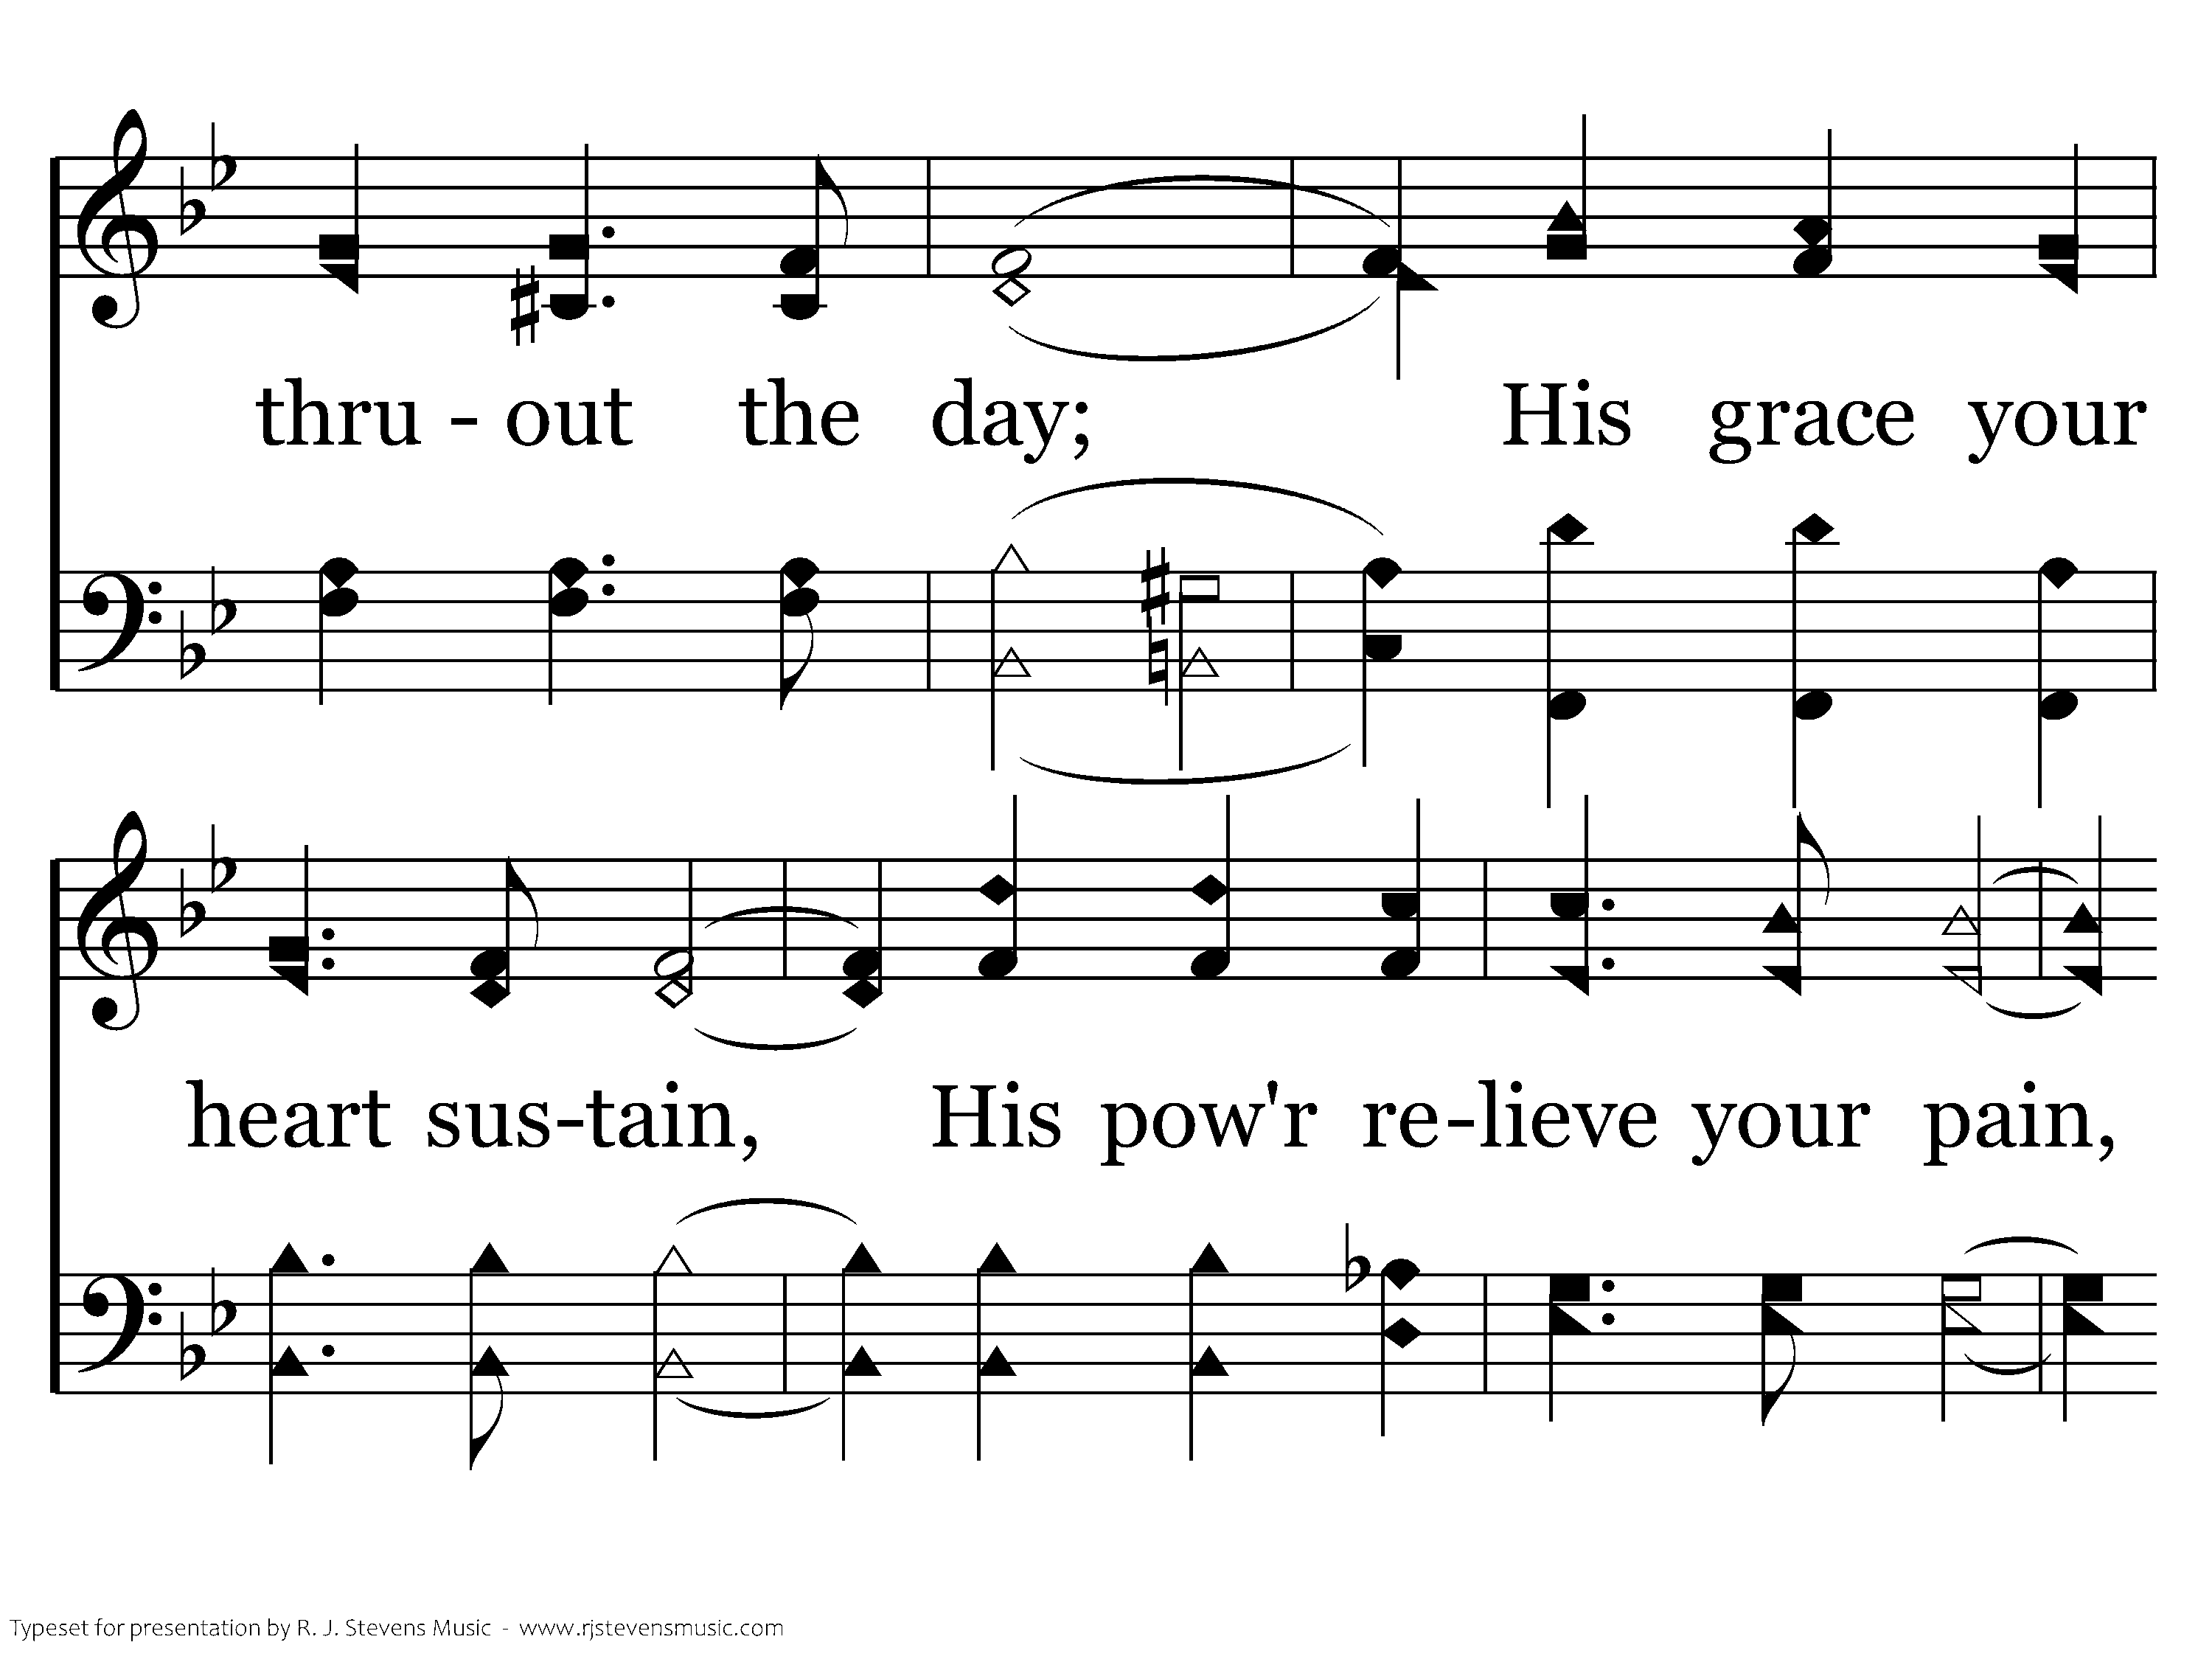 thru - out the day; His grace your
heart sus-tain, His pow'r re-lieve your pain,
Typeset for presentation by R. J. Stevens Music - www.rjstevensmusic.com